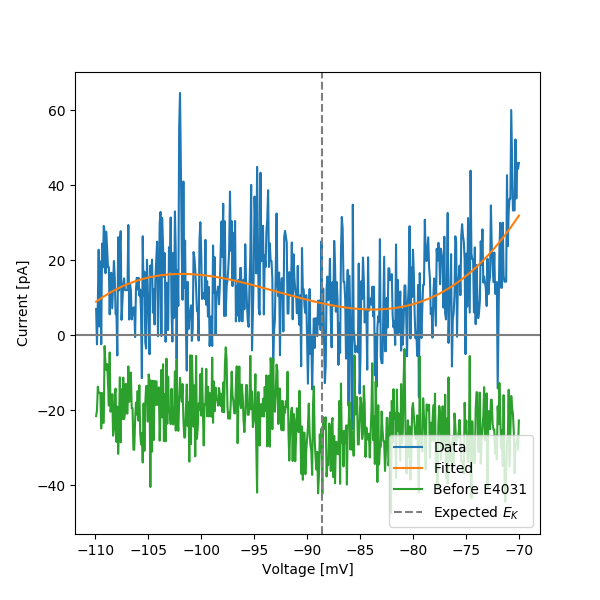 60
40
20
0
−20
−40
Current [pA]
−110
−105
−100
−95
−90
−85
−80
−75
−70
Voltage [mV]
Data
Fitted
Before E4031
Expected E_K